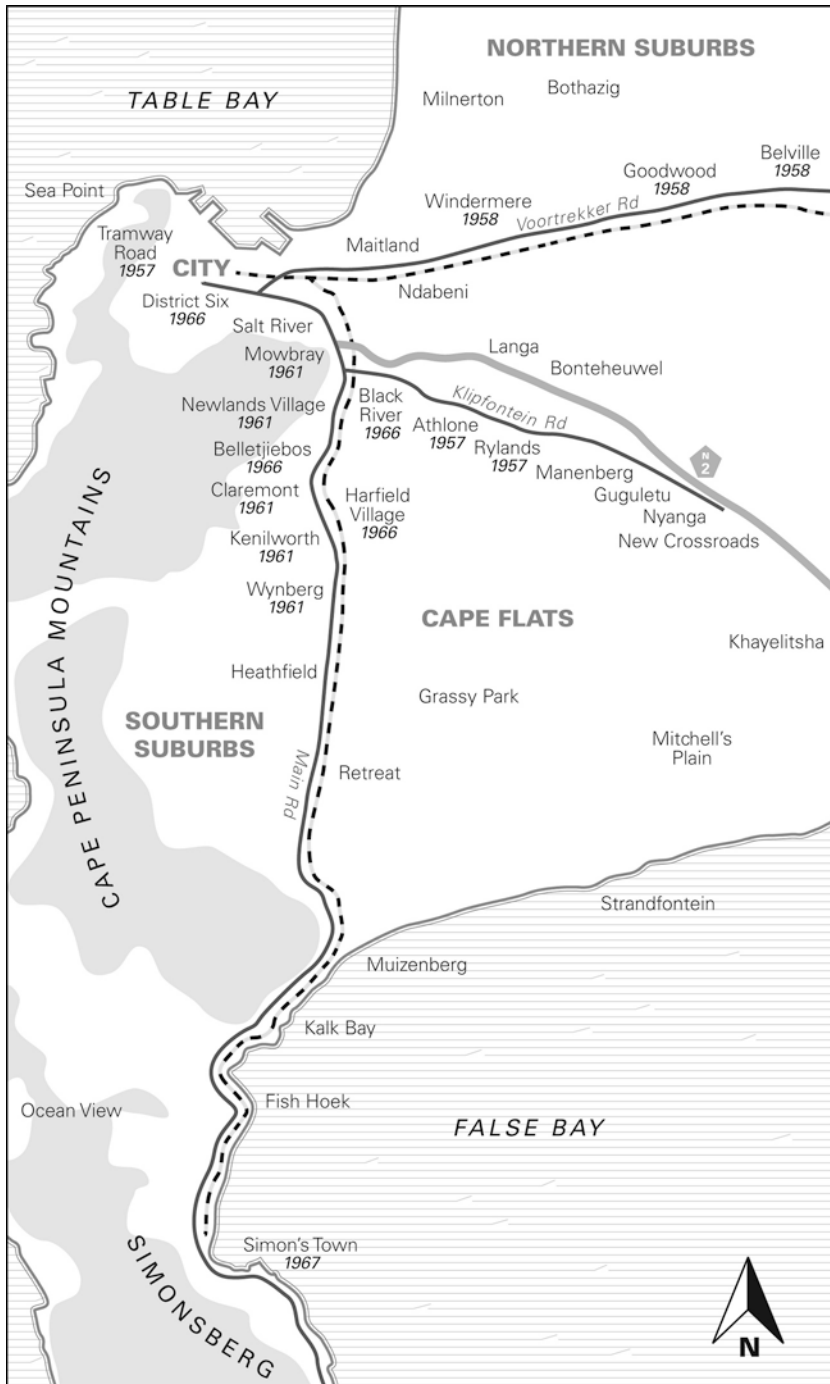 NORTHERN SUBURBS
TABLE BAY
Milnerton
Bothazig
Sea Point
Belville
1958
Goodwood
1958
Windermere
1958
Voortrekker Rd
Tramway
Road
1957
Maitland
CITY
Ndabeni
District Six
1966
Salt River
Mowbray
1961
Langa
Bonteheuwel
Newlands Village
1961
Black
River
1966
Klipfontein Rd
Athlone
1957
Rylands
1957
N
2
Belletjiebos
1966
Manenberg
Claremont
1961
Harfield
Village
1966
Guguletu
Nyanga
New Crossroads
Kenilworth
1961
Wynberg
1961
CAPE FLATS
CAPE PENINSULA MOUNTAINS
Khayelitsha
Heathfield
Grassy Park
SOUTHERN
SUBURBS
Mitchell's
Plain
Main Rd
Retreat
Strandfontein
Muizenberg
Kalk Bay
Ocean View
Fish Hoek
FALSE BAY
Simon's Town
1967
SIMONSBERG
N